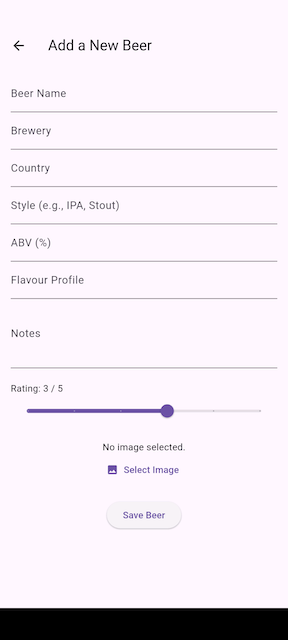 Add a New Beer
Beer Name
Brewery
Country
Style (e.g., IPA, Stout)
ABV (%)
Flavour Profile
Notes
Rating: 3 / 5
No image selected.
Select Image
Save Beer